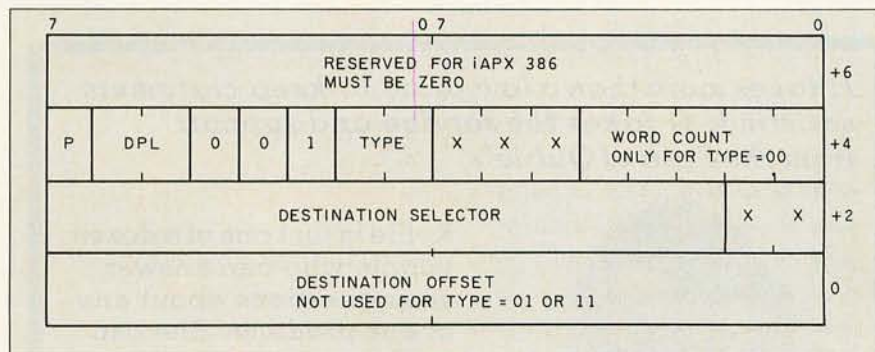 7 0 7 0
RESERVED FOR iAPX 386
MUST BE ZERO
+6
P DPL 0 0 1 TYPE X X X WORD COUNT
ONLY FOR TYPE=00
+4
DESTINATION SELECTOR X X +2
DESTINATION OFFSET
NOT USED FOR TYPE = 01 OR 11
0